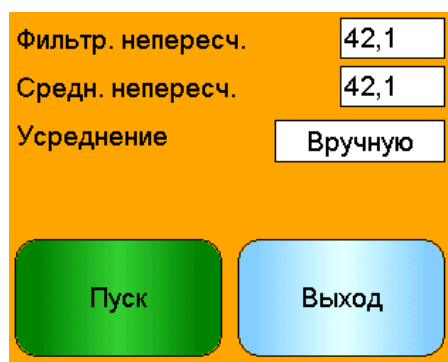 Фильтр. непересч. 42,1
Средн. непересч. 42,1
Усреднение Вручную
Пуск Выход